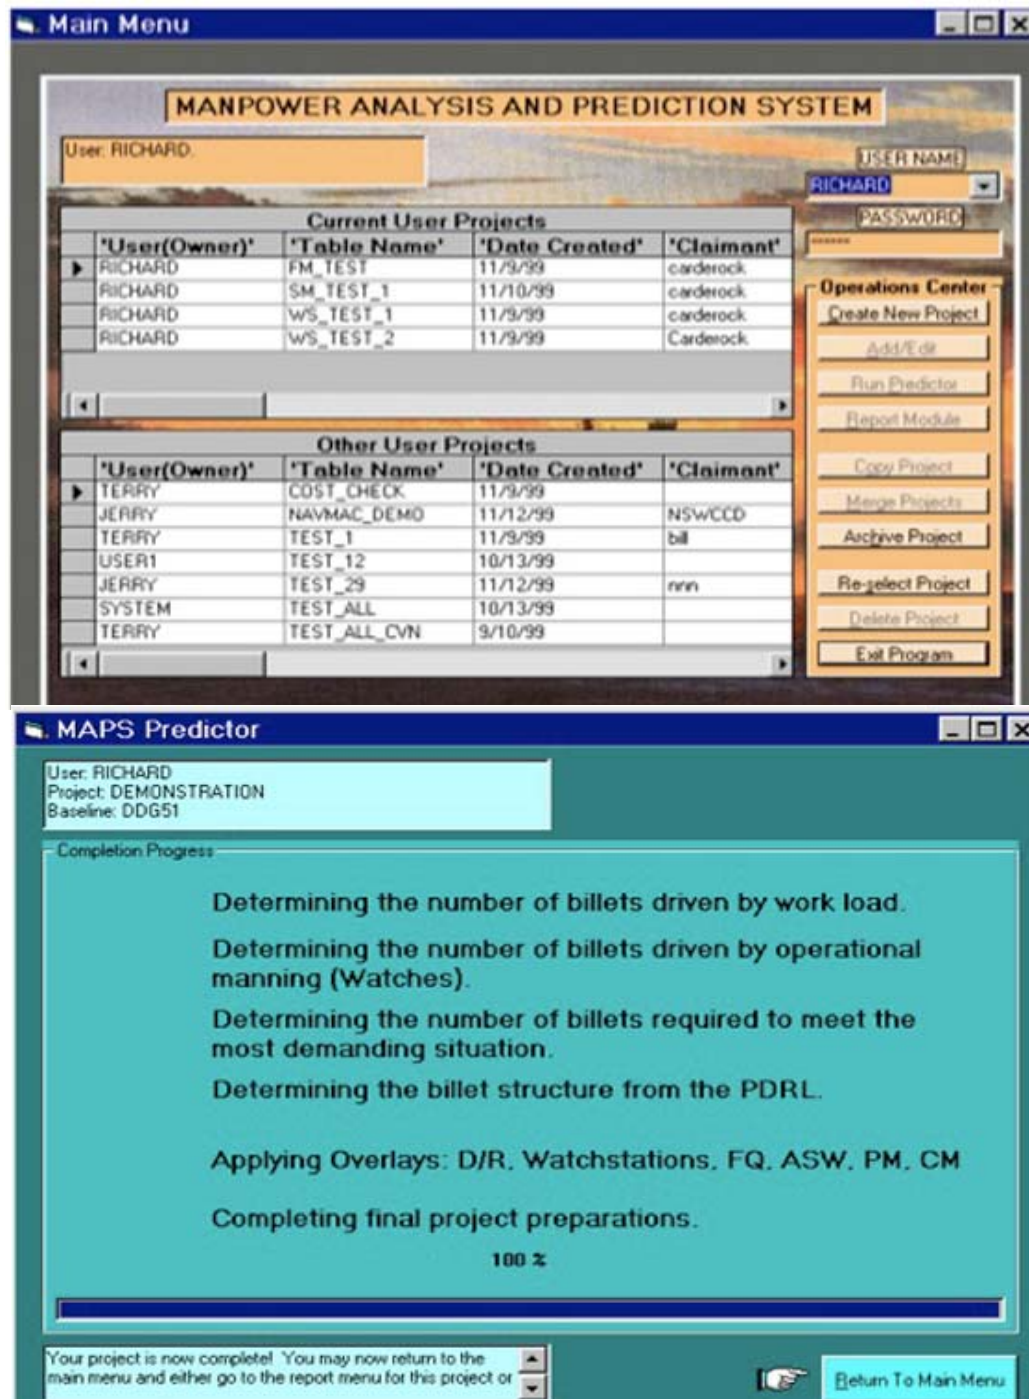 Main Menu
MANPOWER ANALYSIS AND PREDICTION SYSTEM
User: RICHARD.
USER NAME
RICHARD
PASSWORD
******
Current User Projects
'User(Owner)' 'Table Name' 'Date Created' 'Claimant'
RICHARD FM_TEST 11/9/99 carderock
RICHARD SM_TEST_1 11/10/99 carderock
RICHARD WS_TEST_1 11/9/99 carderock
RICHARD WS_TEST_2 11/9/99 Carderock
Other User Projects
'User(Owner)' 'Table Name' 'Date Created' 'Claimant'
TERRY COST_CHECK 11/9/99
JERRY NAVMAC_DEMO 11/12/99 NSWCCD
TERRY TEST_1 11/9/99 bill
USER1 TEST_12 10/13/99
JERRY TEST_29 11/12/99 nnn
SYSTEM TEST_ALL 10/13/99
TERRY TEST_ALL_CVN 9/10/99
Operations Center
Create New Project
Add/Edit
Run Predictor
Report Module
Copy Project
Merge Projects
Archive Project
Re-select Project
Delete Project
Exit Program
MAPS Predictor
User: RICHARD
Project: DEMONSTRATION
Baseline: DDG51
Completion Progress
Determining the number of billets driven by work load.
Determining the number of billets driven by operational
manning (Watches).
Determining the number of billets required to meet the
most demanding situation.
Determining the billet structure from the PDRL.
Applying Overlays: D/R, Watchstations, FQ, ASW, PM, CM
Completing final project preparations.
100 %
Your project is now complete! You may now return to the
main menu and either go to the report menu for this project or
Return To Main Menu